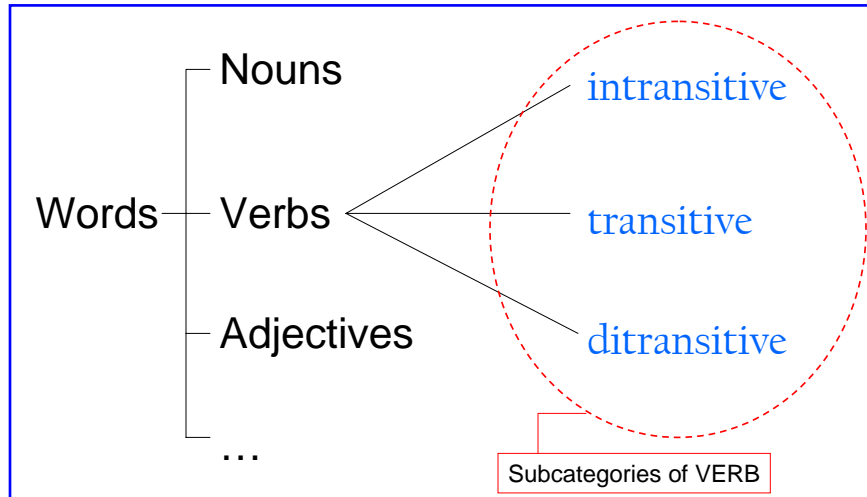 Nouns
intransitive
Words
Verbs
transitive
Adjectives
ditransitive
…
Subcategories of VERB